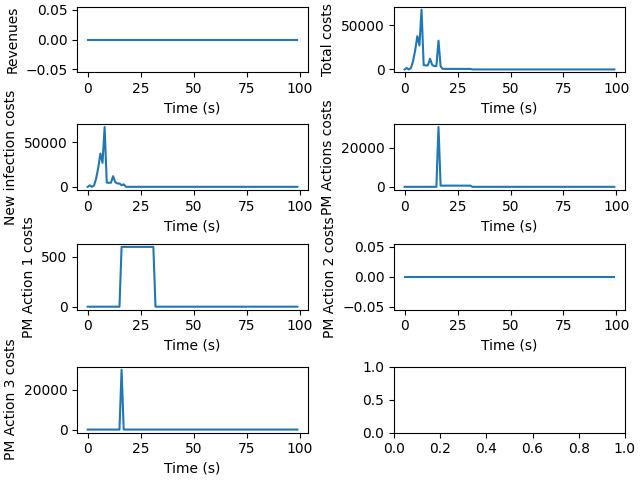 Revenues
0.05
0.00
−0.05
0 25 50 75 100
Time (s)
Total costs
50000
0
0 25 50 75 100
Time (s)
New infection costs
50000
0
0 25 50 75 100
Time (s)
PM Actions costs
20000
0
0 25 50 75 100
Time (s)
PM Action 1 costs
500
0
0 25 50 75 100
Time (s)
PM Action 2 costs
0.05
0.00
−0.05
0 25 50 75 100
Time (s)
PM Action 3 costs
20000
0
0 25 50 75 100
Time (s)
1.0
0.5
0.0
0.0 0.2 0.4 0.6 0.8 1.0